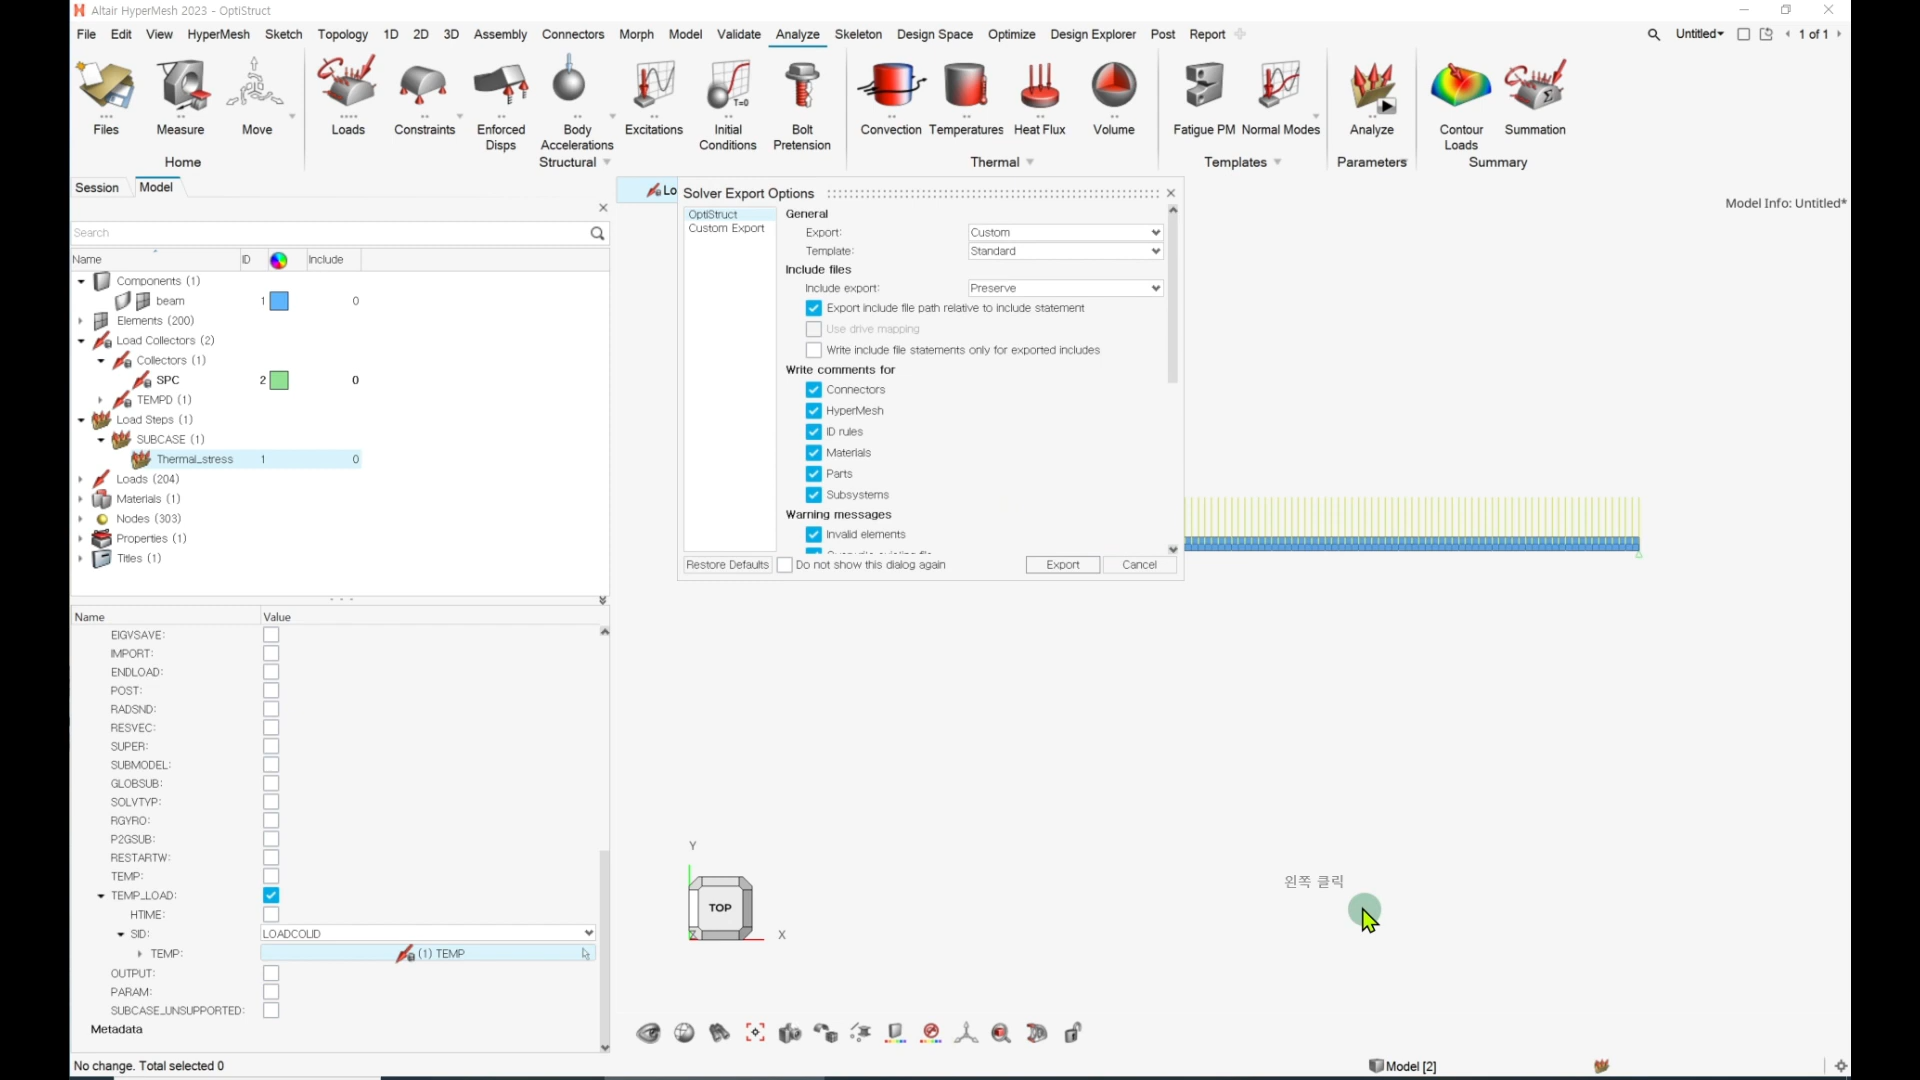 Altair HyperMesh 2023 - OptiStruct
File Edit View HyperMesh Sketch Topology 1D 2D 3D Assembly Connectors Morph Model Validate Analyze Skeleton Design Space Optimize Design Explorer Post Report Untitled 1 of 1
T=0
Files Measure Move Loads Constraints Enforced Disps Body Accelerations Excitations Initial Conditions Bolt Pretension Convection Temperatures Heat Flux Volume Fatigue PM Normal Modes Analyze Contour Loads Summation
Home Structural Thermal Templates Parameters Summary
Session Model
Search
Name ID Include
Components (1)
beam 1 0
Elements (200)
Load Collectors (2)
Collectors (1)
SPC 2 0
TEMPD (1)
Load Steps (1)
SUBCASE (1)
Thermal_stress 1 0
Loads (204)
Materials (1)
Nodes (303)
Properties (1)
Titles (1)
Name Value
EIGVSAVE:
IMPORT:
ENDLOAD:
POST:
RADSND:
RESVEC:
SUPER:
SUBMODEL:
GLOBSUB:
SOLVTYP:
RGYRO:
P2GSUB:
RESTARTW:
TEMP:
TEMP_LOAD:
HTIME:
SID: LOADCOLID
TEMP: (1) TEMP
OUTPUT:
PARAM:
SUBCASE_UNSUPPORTED:
Metadata
No change. Total selected 0
Lo
Solver Export Options
OptiStruct
Custom Export
General
Export: Custom
Template: Standard
Include files
Include export: Preserve
Export include file path relative to include statement
Use drive mapping
Write include file statements only for exported includes
Write comments for
Connectors
HyperMesh
ID rules
Materials
Parts
Subsystems
Warning messages
Invalid elements
Restore Defaults Do not show this dialog again Export Cancel
Model Info: Untitled*
Y
TOP
Z
X
왼쪽 클릭
Model [2]